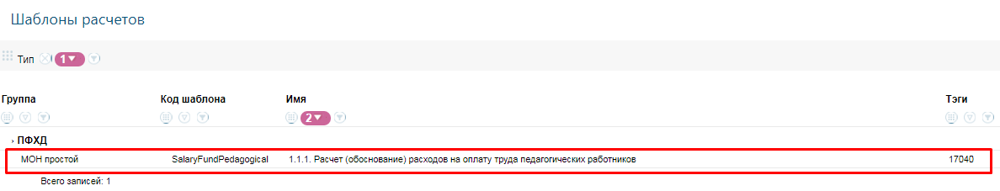 Шаблоны расчетов
Тип 1
Группа Код шаблона Имя Тэги
2
› ПФХД
МОН простой SalaryFundPedagogical 1.1.1. Расчет (обоснование) расходов на оплату труда педагогических работников 17040
Всего записей: 1